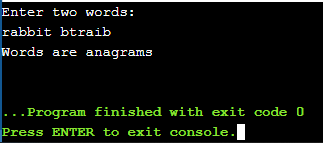 Enter two words:
rabbit btraib
Words are anagrams
...Program finished with exit code 0
Press ENTER to exit console.